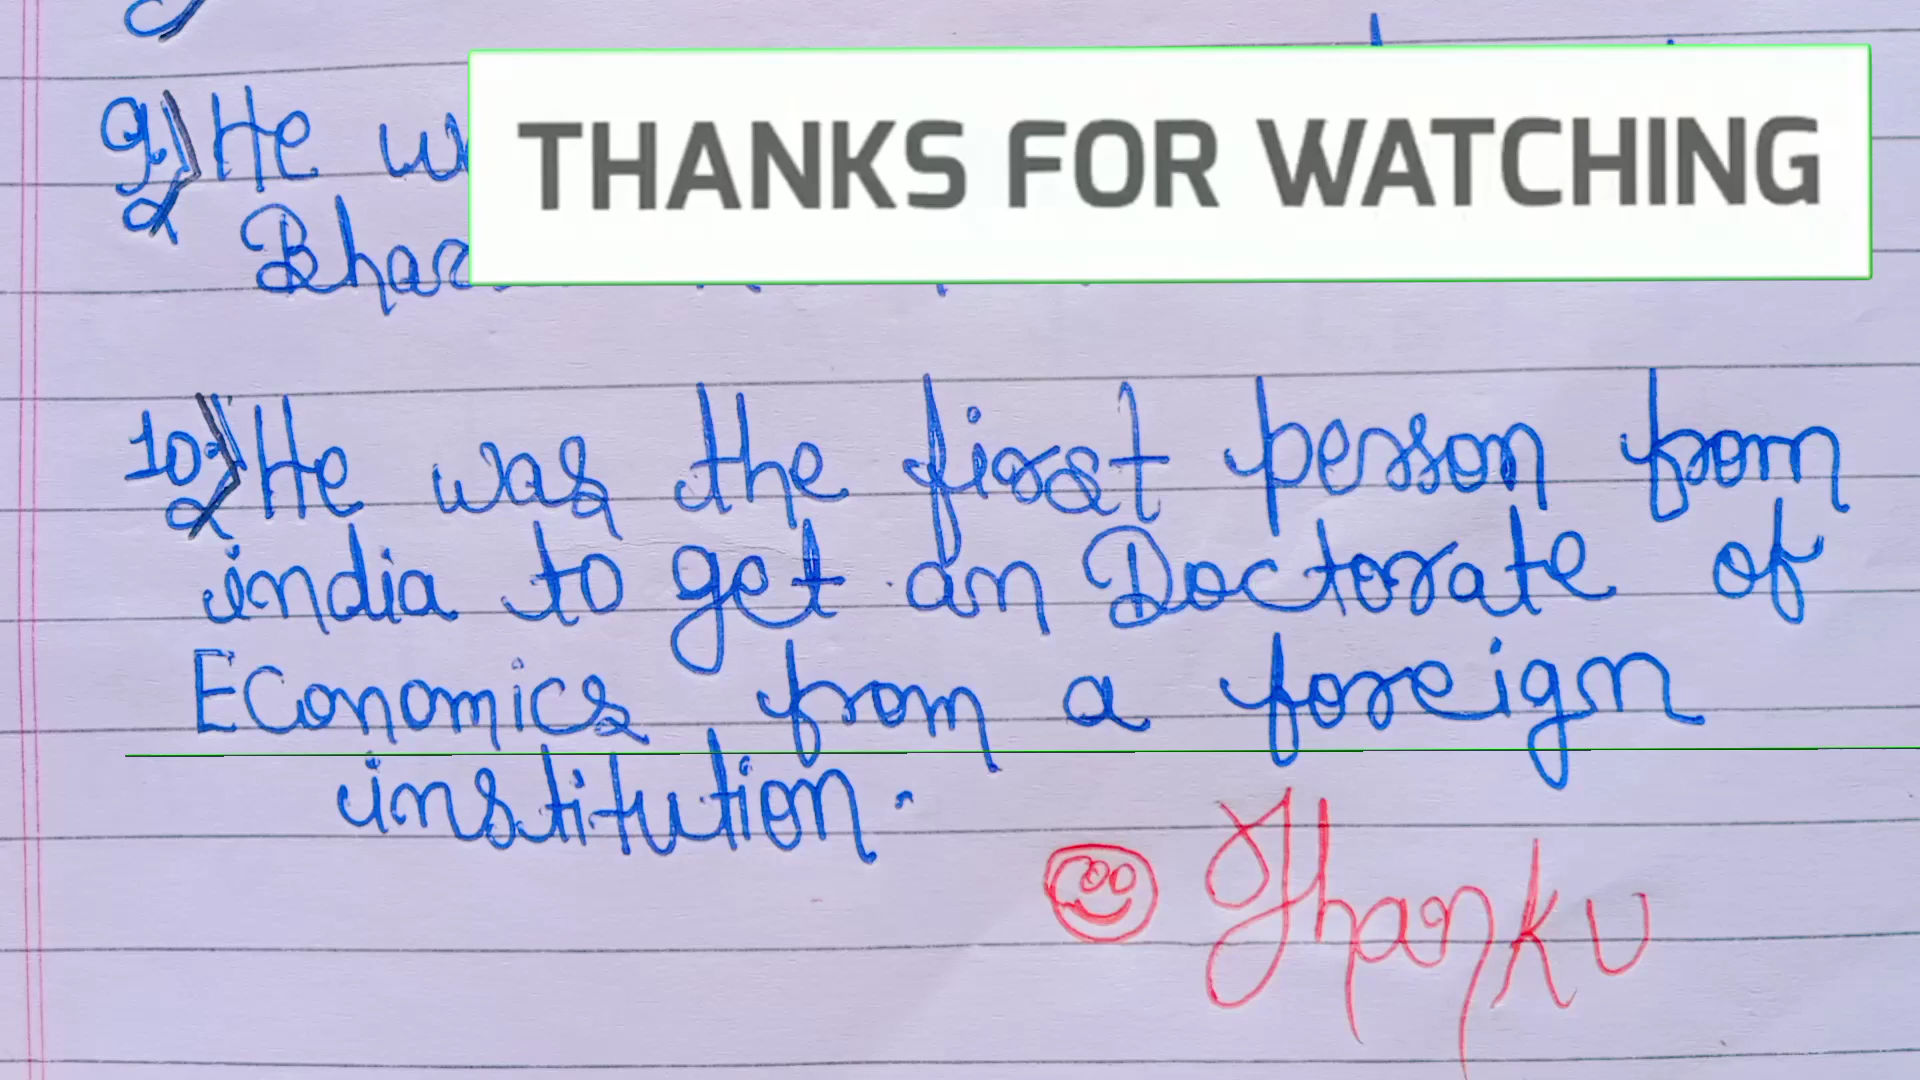 THANKS FOR WATCHING
9) He
10) He was the first person from
india to get an Doctorate of
Economics from a foreign
institution.
Thanku